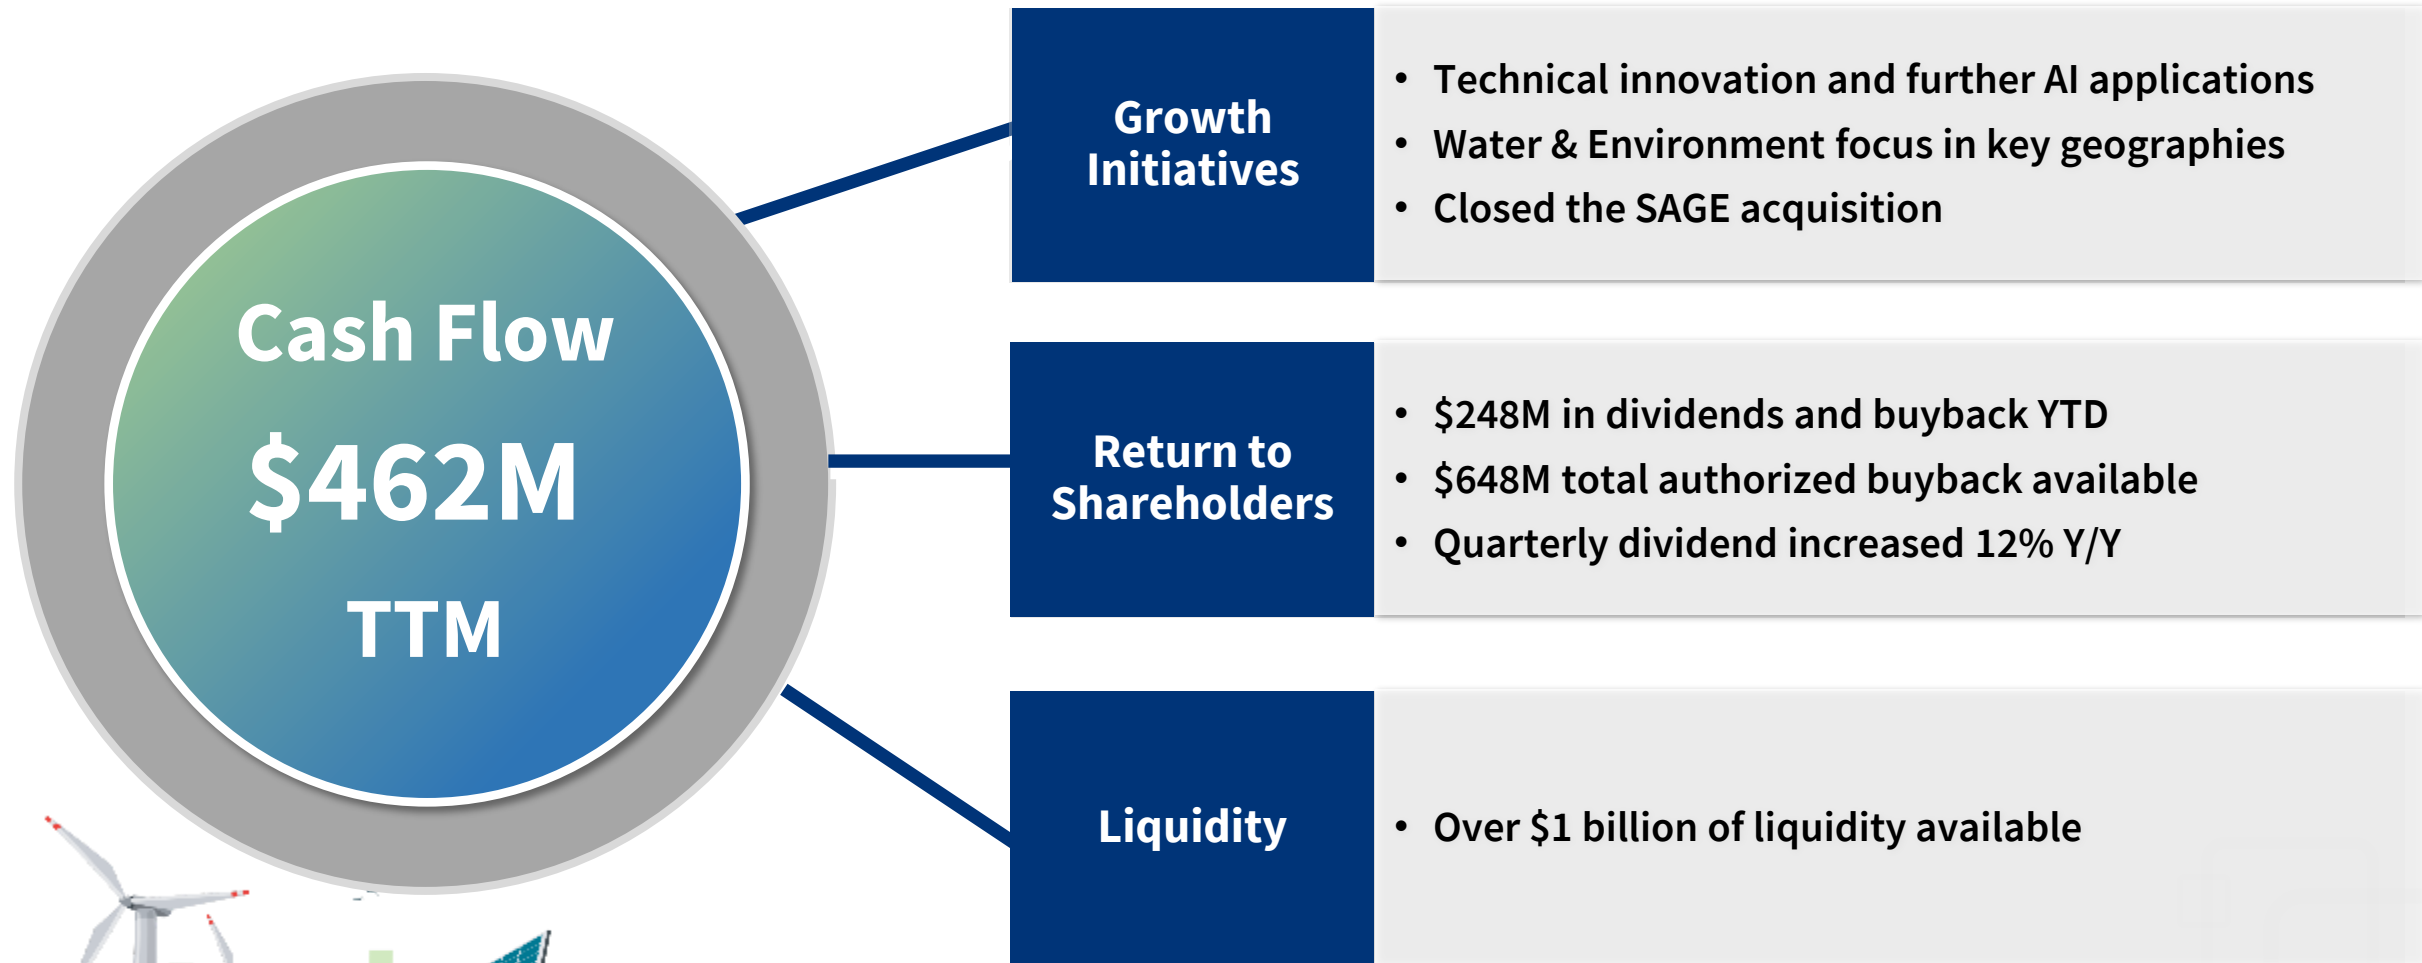 Cash Flow
$462M
TTM
Growth
Initiatives
• Technical innovation and further AI applications
• Water & Environment focus in key geographies
• Closed the SAGE acquisition
Return to
Shareholders
• $248M in dividends and buyback YTD
• $648M total authorized buyback available
• Quarterly dividend increased 12% Y/Y
Liquidity
• Over $1 billion of liquidity available